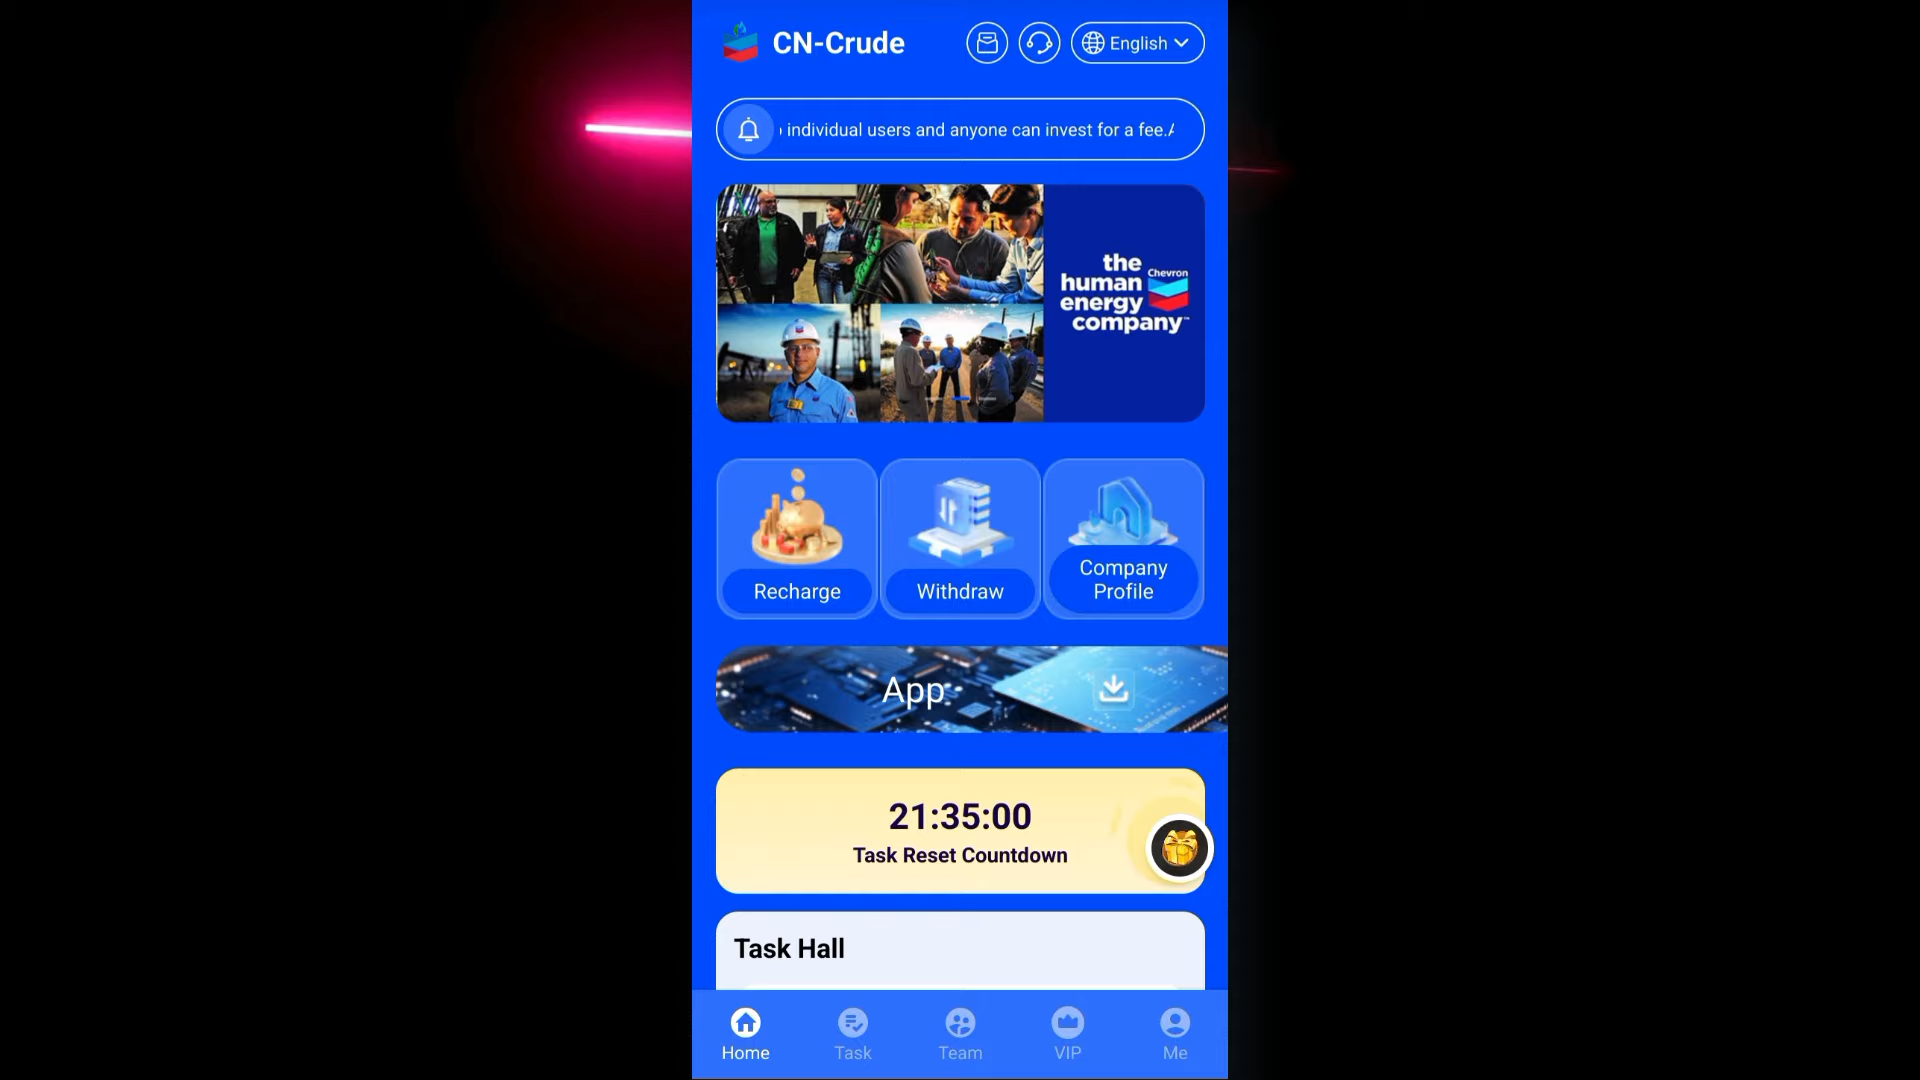 CN-Crude
English
individual users and anyone can invest for a fee.
the
human
energy
company™
Chevron
Recharge
Withdraw
Company
Profile
App
21:35:00
Task Reset Countdown
Task Hall
Home
Task
Team
VIP
Me